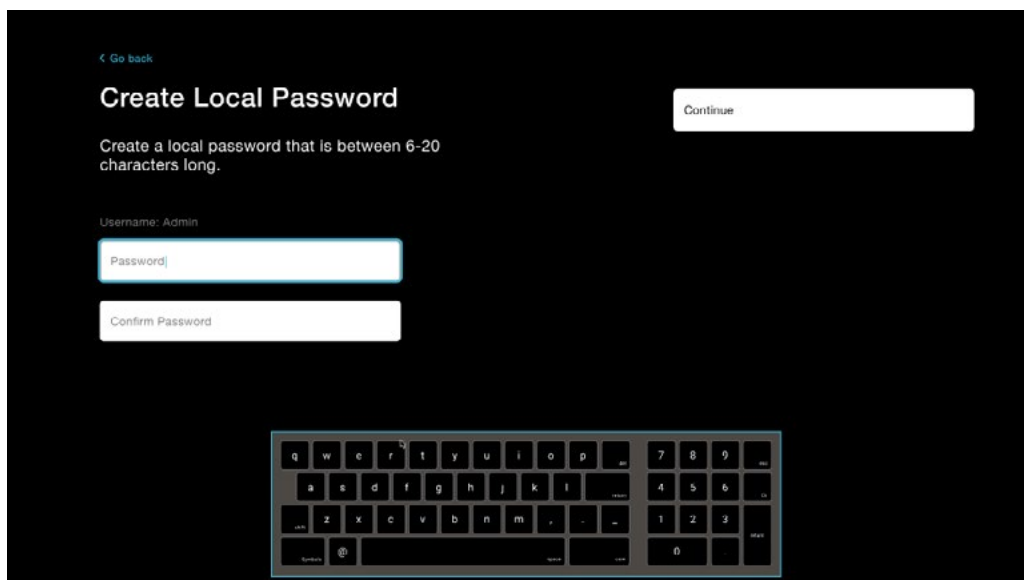 < Go back
Create Local Password
Continue
Create a local password that is between 6-20
characters long.
Username: Admin
Password
Confirm Password
q w e r t y u i o p 7 8 9
a s d f g h j k l 4 5 6
z x c v b n m , . - 1 2 3
@ 0 .